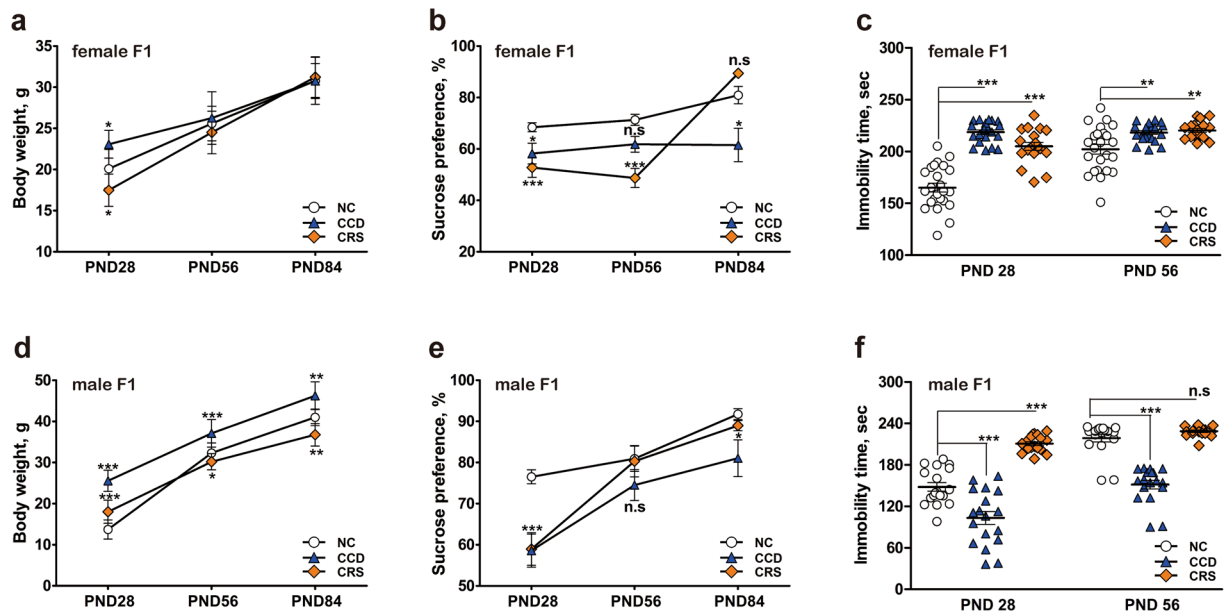 a
female F1
Body weight, g
35
30
25
20
15
10
*
*
NC
CCD
CRS
PND28 PND56 PND84
b
female F1
Sucrose preference, %
100
80
60
40
20
*
***
n.s
***
n.s
*
NC
CCD
CRS
PND28 PND56 PND84
c
female F1
Immobility time, sec
300
250
200
150
100
***
***
**
**
NC
CCD
CRS
PND 28 PND 56
d
male F1
Body weight, g
50
40
30
20
10
0
***
***
***
*
**
**
NC
CCD
CRS
PND28 PND56 PND84
e
male F1
Sucrose preference, %
100
90
80
70
60
50
***
n.s
*
NC
CCD
CRS
PND28 PND56 PND84
f
male F1
Immobility time, sec
300
240
180
120
60
0
***
***
n.s
***
NC
CCD
CRS
PND 28 PND 56